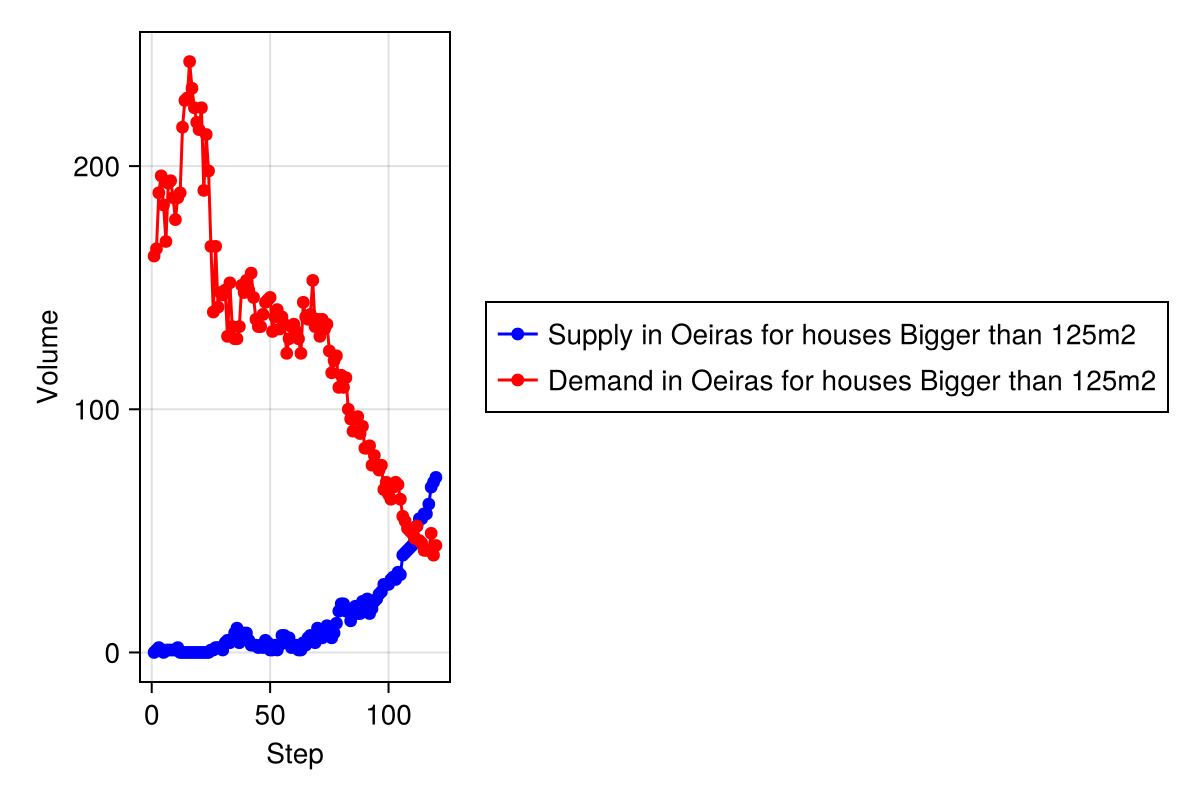 Volume
200
100
0
0 50 100
Step
Supply in Oeiras for houses Bigger than 125m2
Demand in Oeiras for houses Bigger than 125m2